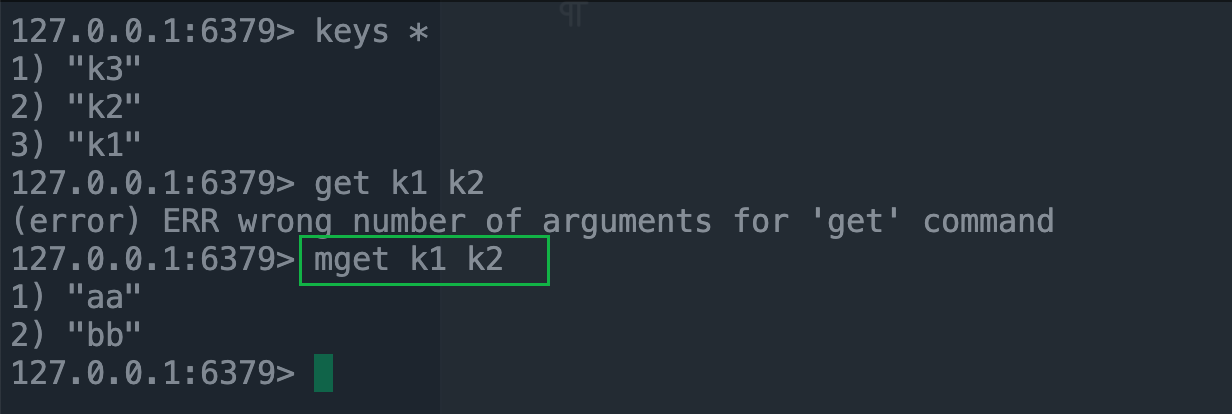 127.0.0.1:6379> keys *
1) "k3"
2) "k2"
3) "k1"
127.0.0.1:6379> get k1 k2
(error) ERR wrong number of arguments for 'get' command
127.0.0.1:6379> mget k1 k2
1) "aa"
2) "bb"
127.0.0.1:6379>